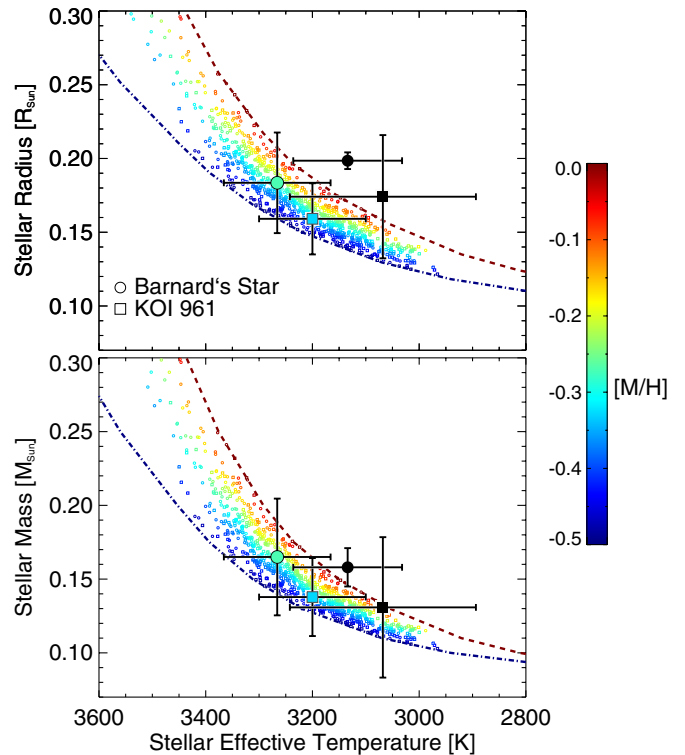 Stellar Radius [RSun]
0.30
0.25
0.20
0.15
0.10
Barnard's Star
KOI 961
Stellar Mass [MSun]
0.30
0.25
0.20
0.15
0.10
3600 3400 3200 3000 2800
Stellar Effective Temperature [K]
0.0
-0.1
-0.2
-0.3
-0.4
-0.5
[M/H]